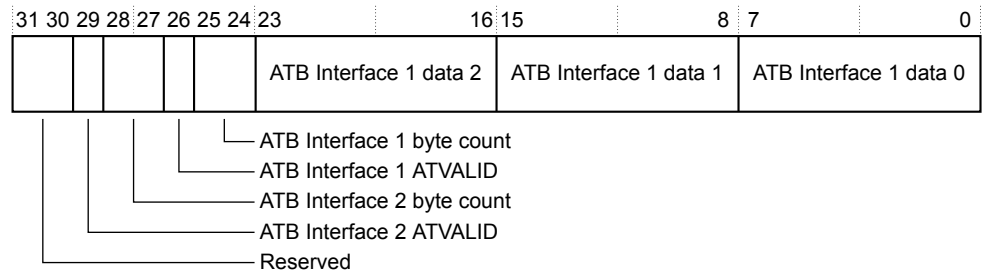 31 30 29 28 27 26 25 24 23 16 15 8 7 0
ATB Interface 1 data 2 ATB Interface 1 data 1 ATB Interface 1 data 0
ATB Interface 1 byte count
ATB Interface 1 ATVALID
ATB Interface 2 byte count
ATB Interface 2 ATVALID
Reserved